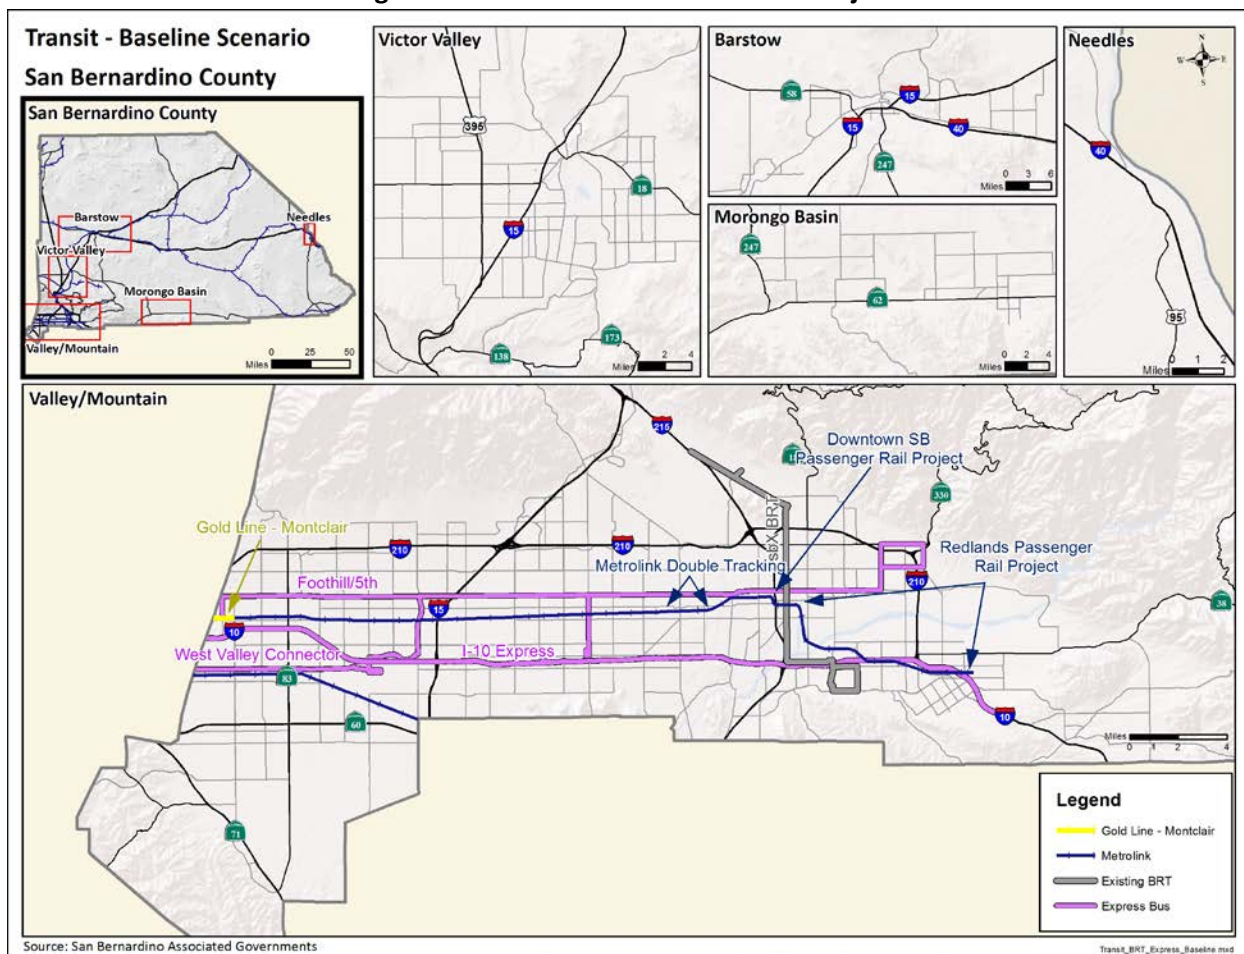 Transit - Baseline Scenario
San Bernardino County
San Bernardino County
Barstow
Needles
Victor Valley
Morongo Basin
Valley/Mountain
Miles
0 25 50
Victor Valley
395
18
15
138
173
Miles
0 2 4
Barstow
58
15
15
40
247
Miles
0 3 6
Morongo Basin
247
62
Miles
0 2 4
Needles
N
W E
S
40
95
Miles
0 1 2
Valley/Mountain
215
Downtown SB
Passenger Rail Project
330
Gold Line - Montclair
sbX BRT
210
210
Metrolink Double Tracking
Redlands Passenger
Rail Project
210
Foothill/5th
15
38
10
West Valley Connector
I-10 Express
83
60
10
Miles
0 1 2 4
71
Legend
Gold Line - Montclair
Metrolink
Existing BRT
Express Bus
Source: San Bernardino Associated Governments
Transit_BRT_Express_Baseline.mxd